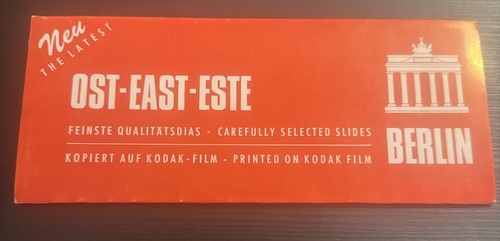 Neu
THE LATEST
OST-EAST-ESTE
FEINSTE QUALITÄTSDIAS - CAREFULLY SELECTED SLIDES
KOPIERT AUF KODAK-FILM - PRINTED ON KODAK FILM
BERLIN